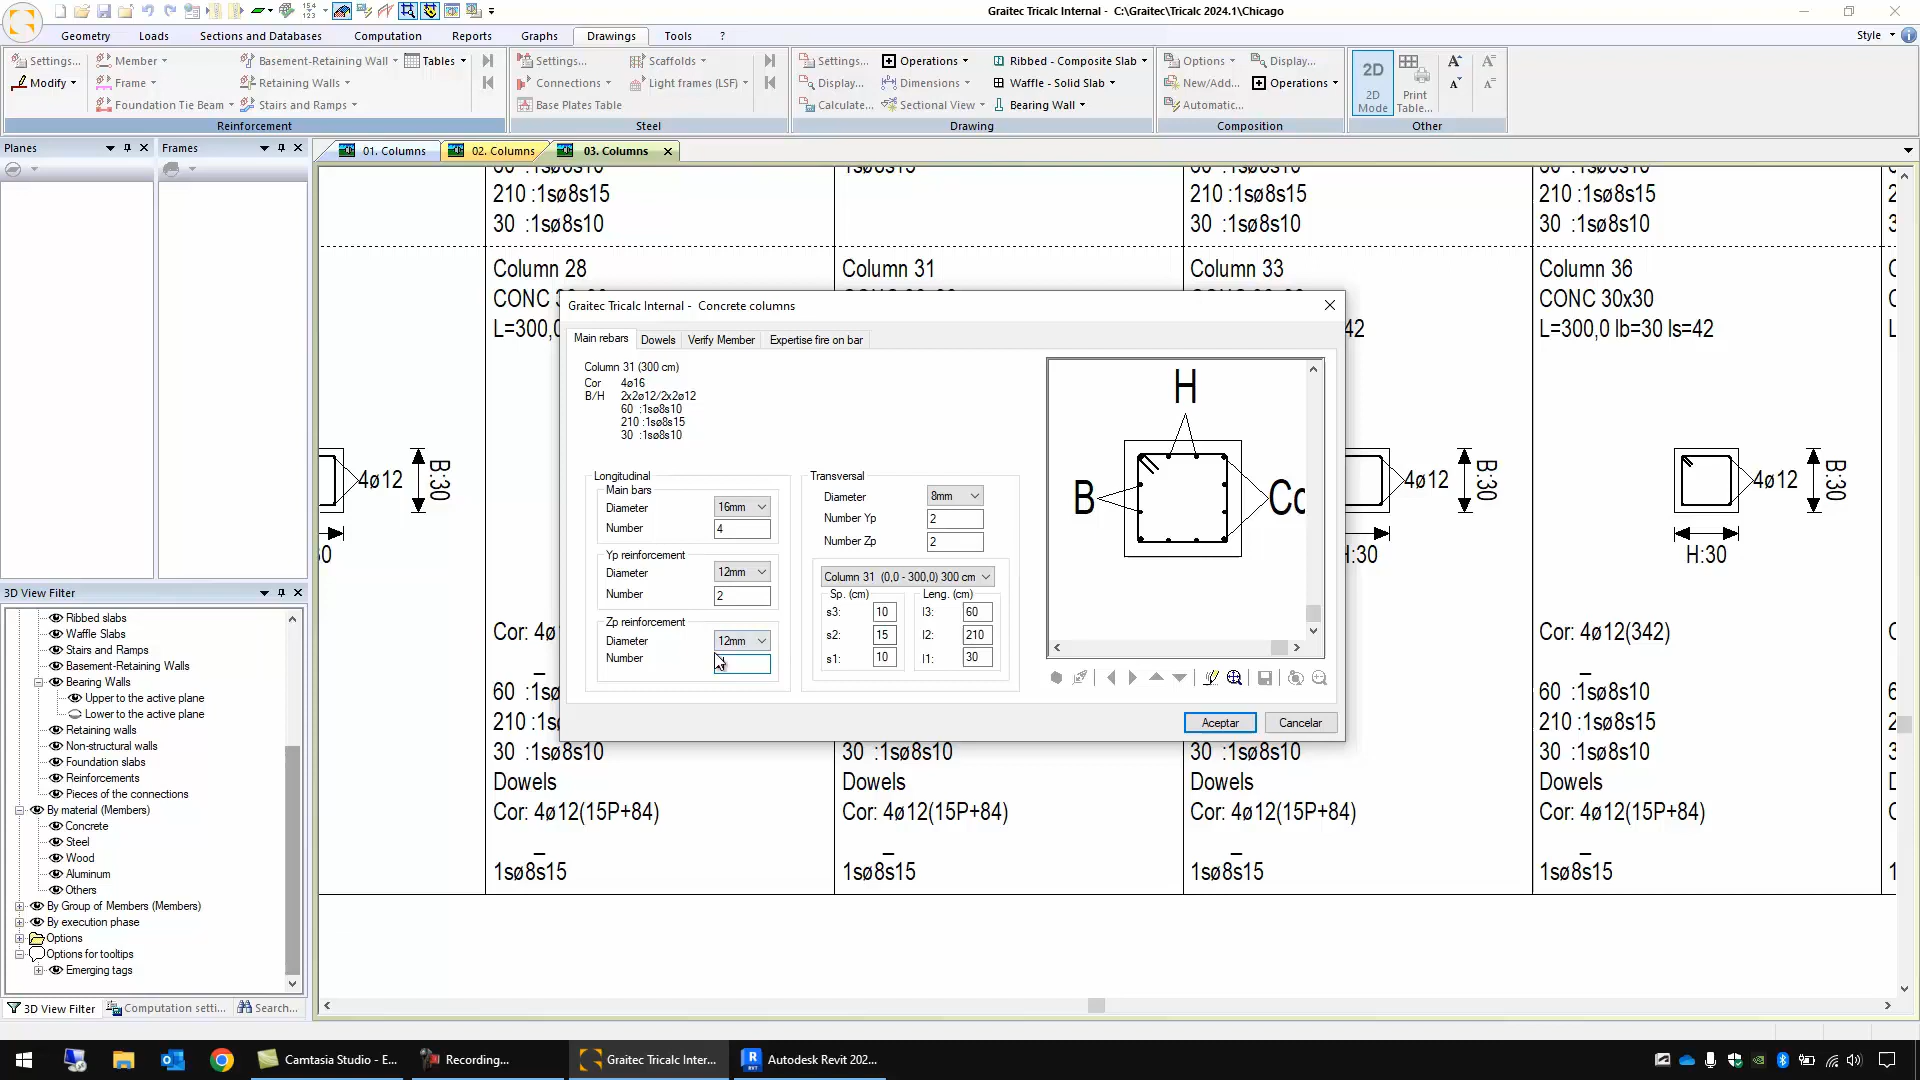 Graitec Tricalc Internal - C:\Graitec\Tricalc 2024.1\Chicago
Geometry Loads Sections and Databases Computation Reports Graphs Drawings Tools ? Style
Settings... Member Basement-Retaining Wall Tables Settings... Scaffolds Settings... Operations Ribbed - Composite Slab Options Display...
Modify Frame Retaining Walls Connections Light frames (LSF) Display... Dimensions Waffle - Solid Slab New/Add... Operations
Foundation Tie Beam Stairs and Ramps Base Plates Table Calculate... Sectional View Bearing Wall Automatic...
2D
2D Mode
Print Table...
Reinforcement Steel Drawing Composition Other
Planes Frames
01. Columns 02. Columns 03. Columns
210 :1sø8s15
30 :1sø8s10
210 :1sø8s15
30 :1sø8s10
210 :1sø8s15
30 :1sø8s10
Column 28 Column 31 Column 33 Column 36
CONC 30x30
L=300,0 lb=30 ls=42
Graitec Tricalc Internal - Concrete columns
Main rebars Dowels Verify Member Expertise fire on bar
Column 31 (300 cm)
Cor 4ø16
B/H 2x2ø12/2x2ø12
60 :1sø8s10
210 :1sø8s15
30 :1sø8s10
Longitudinal
Main bars
Diameter 16mm
Number 4
Yp reinforcement
Diameter 12mm
Number 2
Zp reinforcement
Diameter 12mm
Number
Transversal
Diameter 8mm
Number Yp 2
Number Zp 2
Column 31 (0,0 - 300,0) 300 cm
Sp. (cm) Leng. (cm)
s3: 10 l3: 60
s2: 15 l2: 210
s1: 10 l1: 30
H
B
Aceptar Cancelar
4ø12 B:30
4ø12 B:30
H:30
4ø12 B:30
H:30
Cor: 4ø12(342)
60 :1sø8s10
210 :1sø8s15
30 :1sø8s10 30 :1sø8s10 30 :1sø8s10 30 :1sø8s10
Dowels Dowels Dowels Dowels
Cor: 4ø12(15P+84) Cor: 4ø12(15P+84) Cor: 4ø12(15P+84) Cor: 4ø12(15P+84)
1sø8s15 1sø8s15 1sø8s15 1sø8s15
3D View Filter
Ribbed slabs
Waffle Slabs
Stairs and Ramps
Basement-Retaining Walls
Bearing Walls
Upper to the active plane
Lower to the active plane
Retaining walls
Non-structural walls
Foundation slabs
Reinforcements
Pieces of the connections
By material (Members)
Concrete
Steel
Wood
Aluminum
Others
By Group of Members (Members)
By execution phase
Options
Options for tooltips
Emerging tags
3D View Filter Computation setti... Search...
Camtasia Studio - E... Recording... Graitec Tricalc Inter... Autodesk Revit 202...